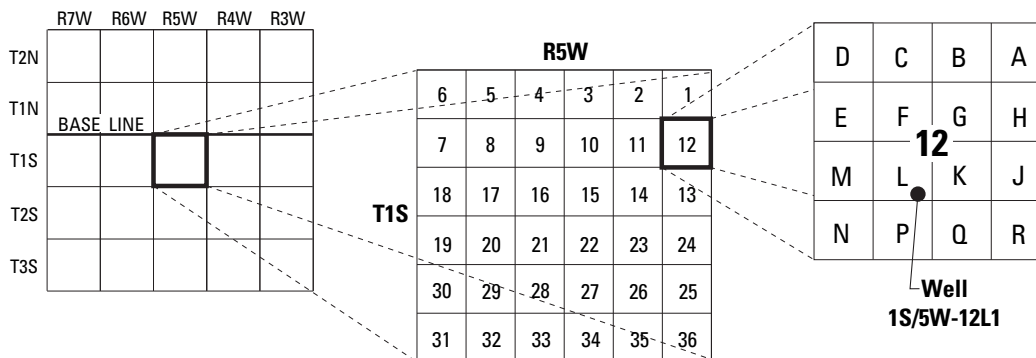 R7W R6W R5W R4W R3W
T2N
T1N
BASE LINE
T1S
T2S
T3S
R5W
T1S
6 5 4 3 2 1
7 8 9 10 11 12
18 17 16 15 14 13
19 20 21 22 23 24
30 29 28 27 26 25
31 32 33 34 35 36
D C B A
E F G H
12
M L K J
N P Q R
Well
1S/5W-12L1